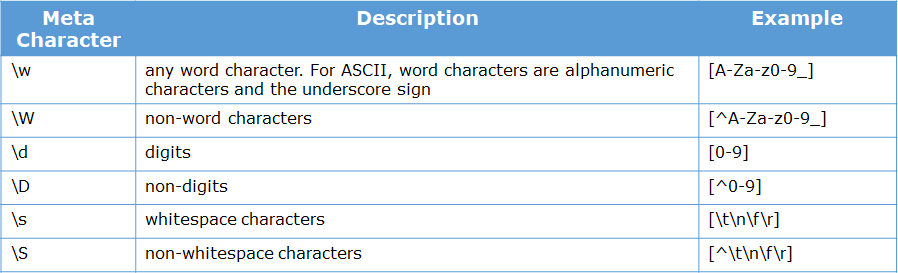 Meta Character Description Example
\w any word character. For ASCII, word characters are alphanumeric characters and the underscore sign [A-Za-z0-9_]
\W non-word characters [^A-Za-z0-9_]
\d digits [0-9]
\D non-digits [^0-9]
\s whitespace characters [\t\n\f\r]
\S non-whitespace characters [^\t\n\f\r]